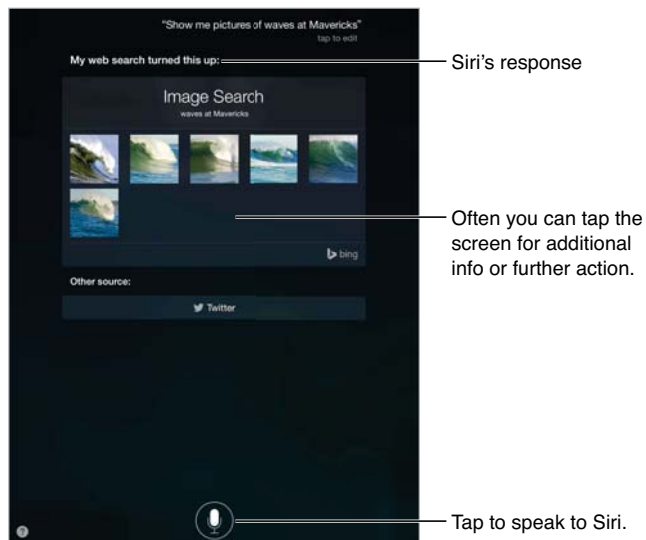 "Show me pictures of waves at Mavericks"
tap to edit
My web search turned this up:
Siri's response
Image Search
waves at Mavericks
Often you can tap the
screen for additional
info or further action.
bing
Other source:
Twitter
?
Tap to speak to Siri.